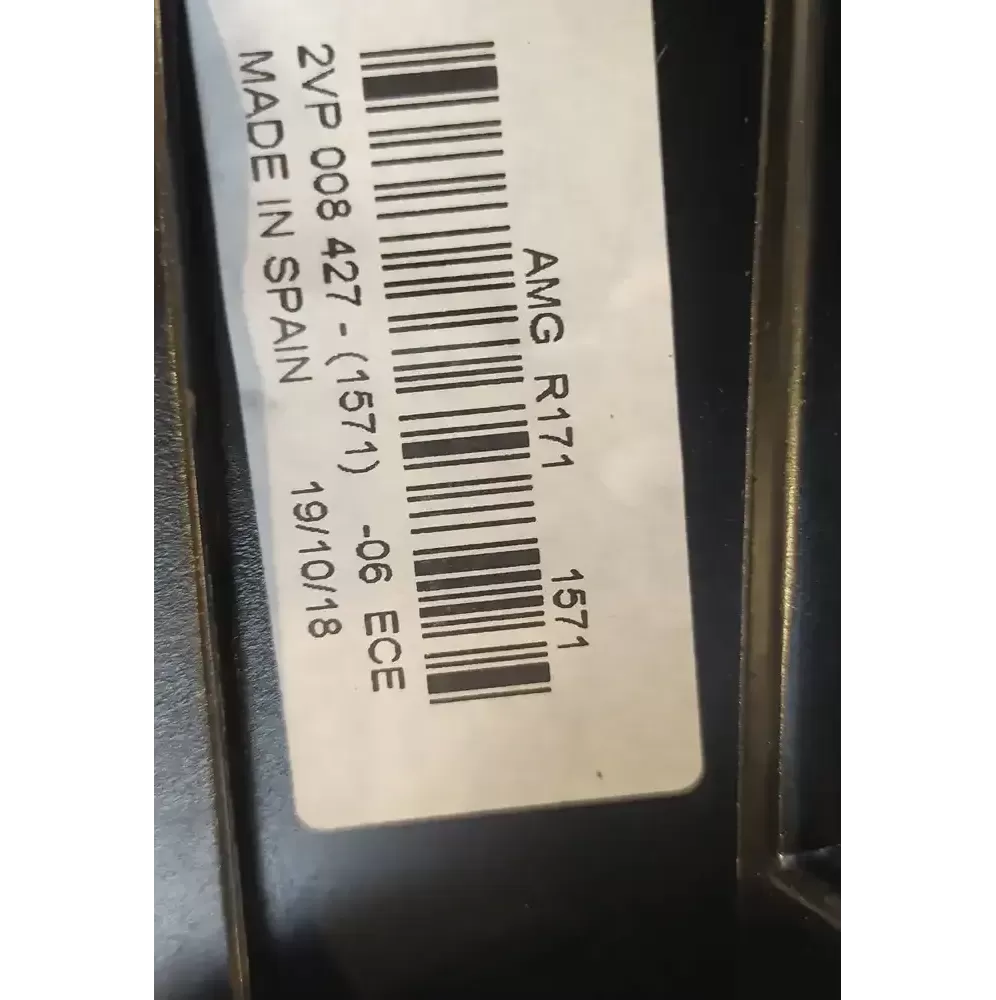 AMG R171 1571
2VP 008 427 - (1571) -06 ECE
MADE IN SPAIN 19/10/18